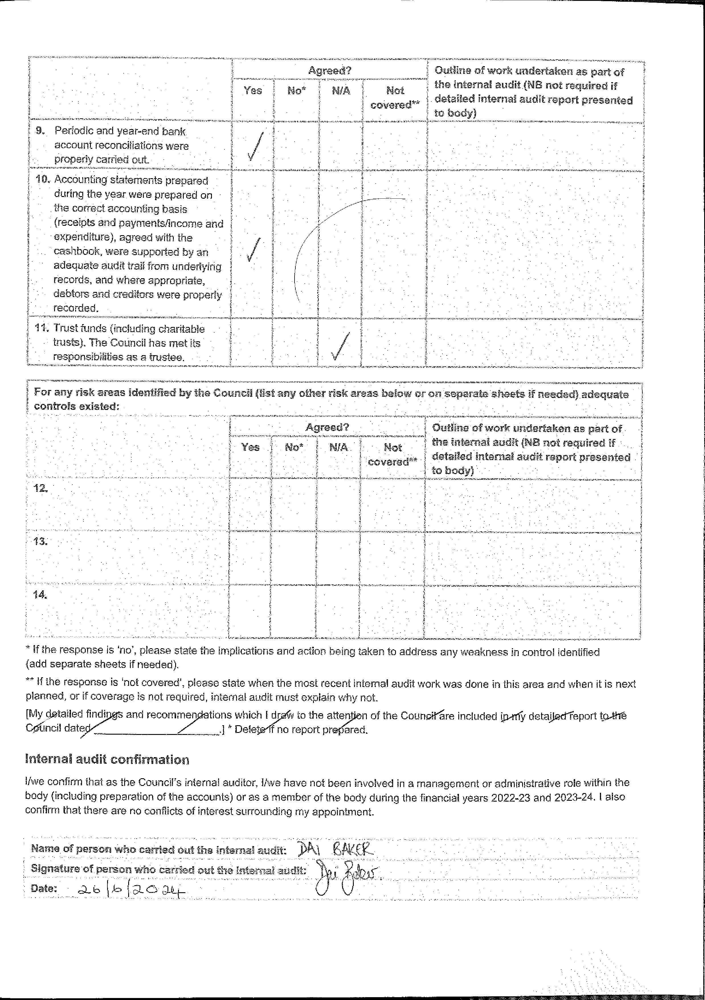 Agreed?
Outline of work undertaken as part of
the internal audit (NB not required if
detailed internal audit report presented
to body)
Yes No* N/A Not
covered**
9. Periodic and year-end bank
account reconciliations were
properly carried out.
✓
10. Accounting statements prepared
during the year were prepared on
the correct accounting basis
(receipts and payments/income and
expenditure), agreed with the
cashbook, were supported by an
adequate audit trail from underlying
records, and where appropriate,
debtors and creditors were properly
recorded.
✓
11. Trust funds (including charitable
trusts). The Council has met its
responsibilities as a trustee.
✓
For any risk areas identified by the Council (list any other risk areas below or on separate sheets if needed) adequate
controls existed:
Agreed?
Outline of work undertaken as part of
the internal audit (NB not required if
detailed internal audit report presented
to body)
Yes No* N/A Not
covered**
12.
13.
14.
* If the response is 'no', please state the implications and action being taken to address any weakness in control identified
(add separate sheets if needed).
** If the response is 'not covered', please state when the most recent internal audit work was done in this area and when it is next
planned, or if coverage is not required, internal audit must explain why not.
[My detailed findings and recommendations which I draw to the attention of the Council are included in my detailed report to the
Council dated ____________________.] * Delete if no report prepared.
Internal audit confirmation
I/we confirm that as the Council's internal auditor, I/we have not been involved in a management or administrative role within the
body (including preparation of the accounts) or as a member of the body during the financial years 2022-23 and 2023-24. I also
confirm that there are no conflicts of interest surrounding my appointment.
Name of person who carried out the internal audit: DAI BAKER
Signature of person who carried out the internal audit: Dai Baker.
Date: 26/6/2024